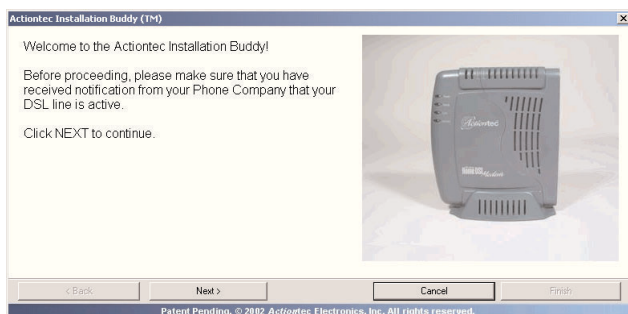 Actiontec Installation Buddy (TM)
Welcome to the Actiontec Installation Buddy!
Before proceeding, please make sure that you have
received notification from your Phone Company that your
DSL line is active.
Click NEXT to continue.
Actiontec
Modem
< Back
Next >
Cancel
Finish
Patent Pending. © 2002 Actiontec Electronics, Inc. All rights reserved.